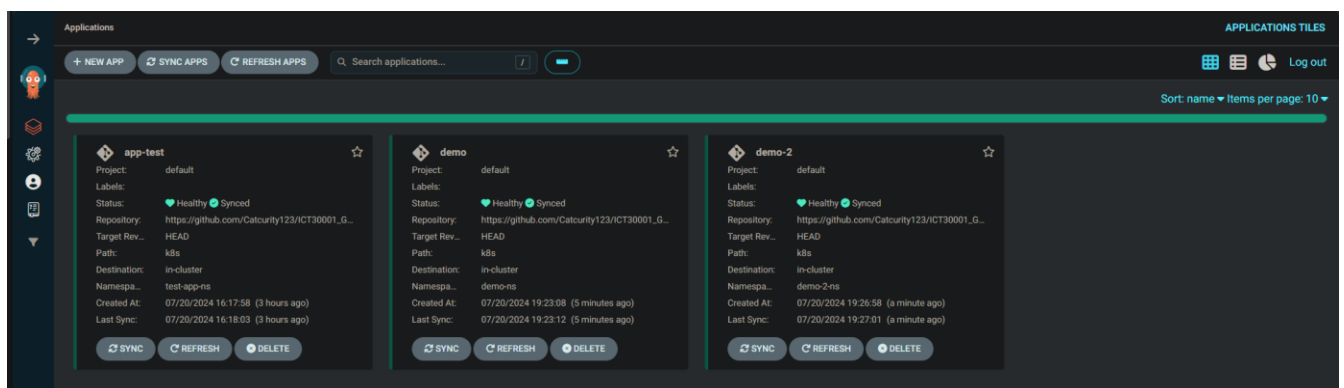 Applications
APPLICATIONS TILES
+ NEW APP SYNC APPS REFRESH APPS Search applications... / Log out
Sort: name Items per page: 10
app-test
Project: default
Labels:
Status: Healthy Synced
Repository: https://github.com/Catcurity123/ICT30001_G...
Target Rev... HEAD
Path: k8s
Destination: in-cluster
Namespa... test-app-ns
Created At: 07/20/2024 16:17:58 (3 hours ago)
Last Sync: 07/20/2024 16:18:03 (3 hours ago)
SYNC REFRESH DELETE
demo
Project: default
Labels:
Status: Healthy Synced
Repository: https://github.com/Catcurity123/ICT30001_G...
Target Rev... HEAD
Path: k8s
Destination: in-cluster
Namespa... demo-ns
Created At: 07/20/2024 19:23:08 (5 minutes ago)
Last Sync: 07/20/2024 19:23:12 (5 minutes ago)
SYNC REFRESH DELETE
demo-2
Project: default
Labels:
Status: Healthy Synced
Repository: https://github.com/Catcurity123/ICT30001_G...
Target Rev... HEAD
Path: k8s
Destination: in-cluster
Namespa... demo-2-ns
Created At: 07/20/2024 19:26:58 (a minute ago)
Last Sync: 07/20/2024 19:27:01 (a minute ago)
SYNC REFRESH DELETE